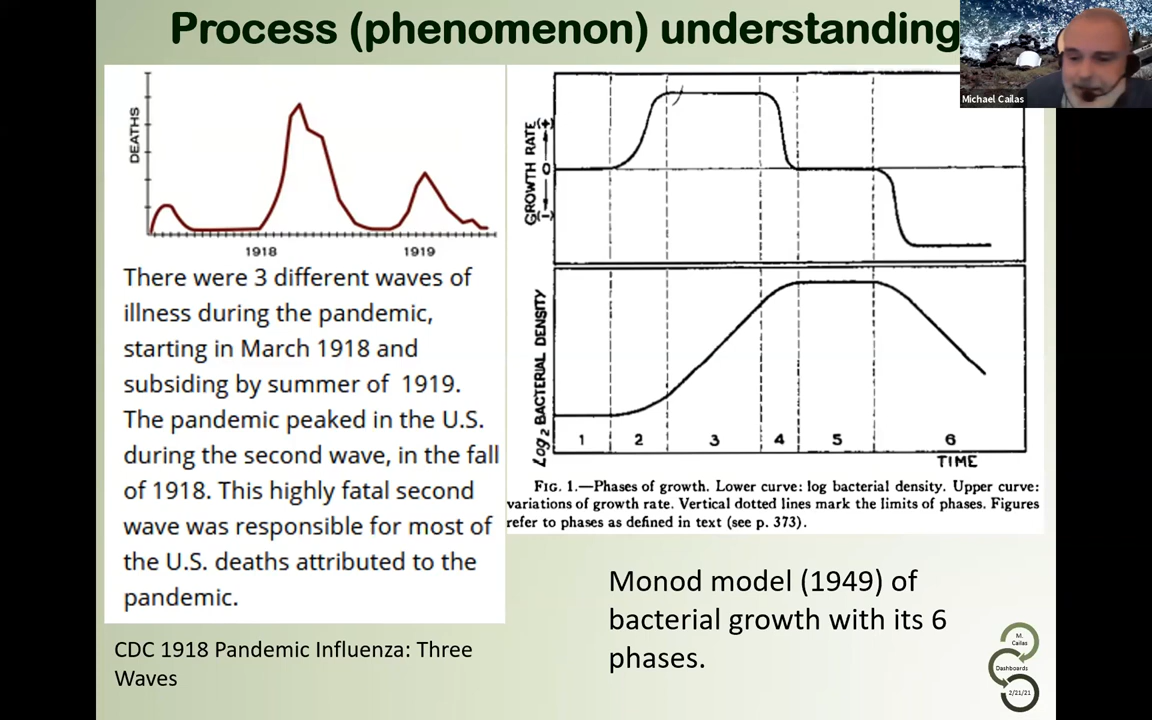 Process (phenomenon) understanding
Michael Cailas
DEATHS
1918
1919
There were 3 different waves of
illness during the pandemic,
starting in March 1918 and
subsiding by summer of 1919.
The pandemic peaked in the U.S.
during the second wave, in the fall
of 1918. This highly fatal second
wave was responsible for most of
the U.S. deaths attributed to the
pandemic.
CDC 1918 Pandemic Influenza: Three
Waves
GROWTH RATE
(+)
0
(-)
Log2 BACTERIAL DENSITY
1 2 3 4 5 6
TIME
FIG. 1.—Phases of growth. Lower curve: log bacterial density. Upper curve:
variations of growth rate. Vertical dotted lines mark the limits of phases. Figures
refer to phases as defined in text (see p. 373).
Monod model (1949) of
bacterial growth with its 6
phases.
M.
Cailas
Dashboards
2/21/21